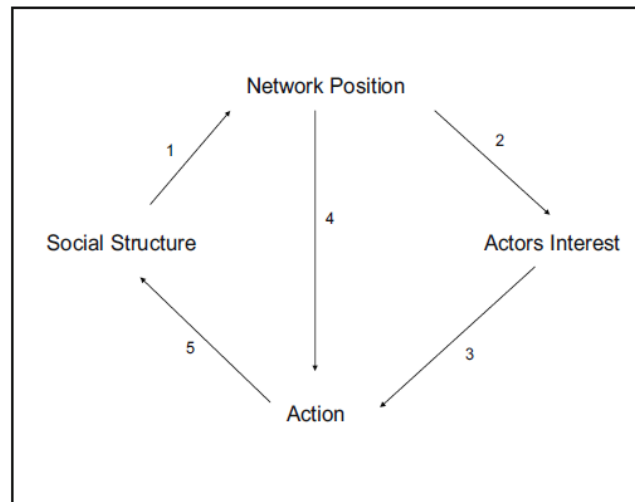 Network Position
1
2
4
Social Structure
Actors Interest
5
3
Action